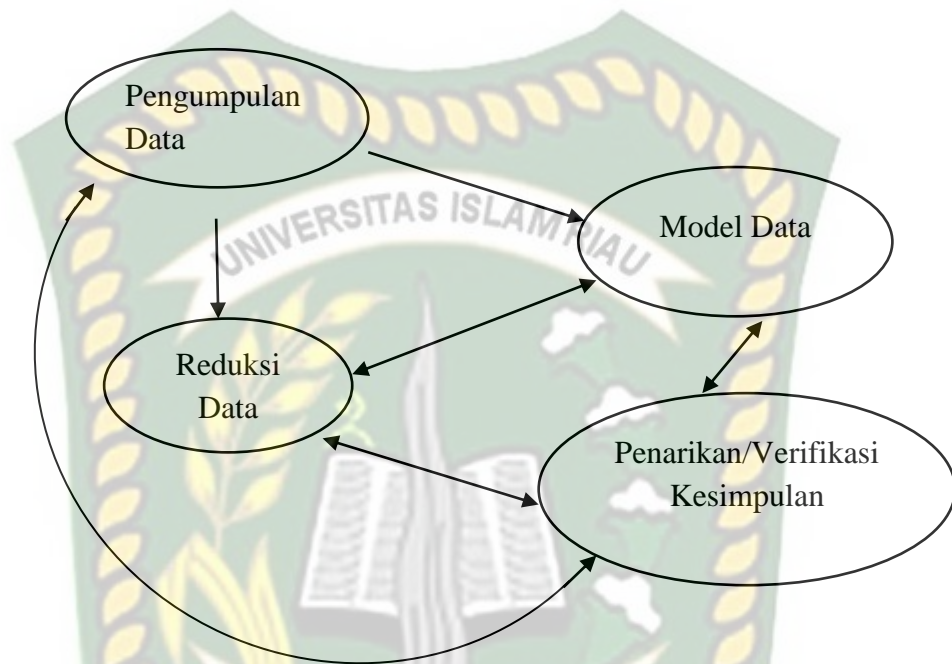 Pengumpulan
Data
UNIVERSITAS ISLAM RIAU
Model Data
Reduksi
Data
Penarikan/Verifikasi
Kesimpulan